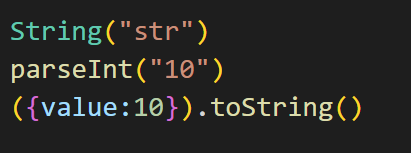 String("str")
parseInt("10")
({value:10}).toString()